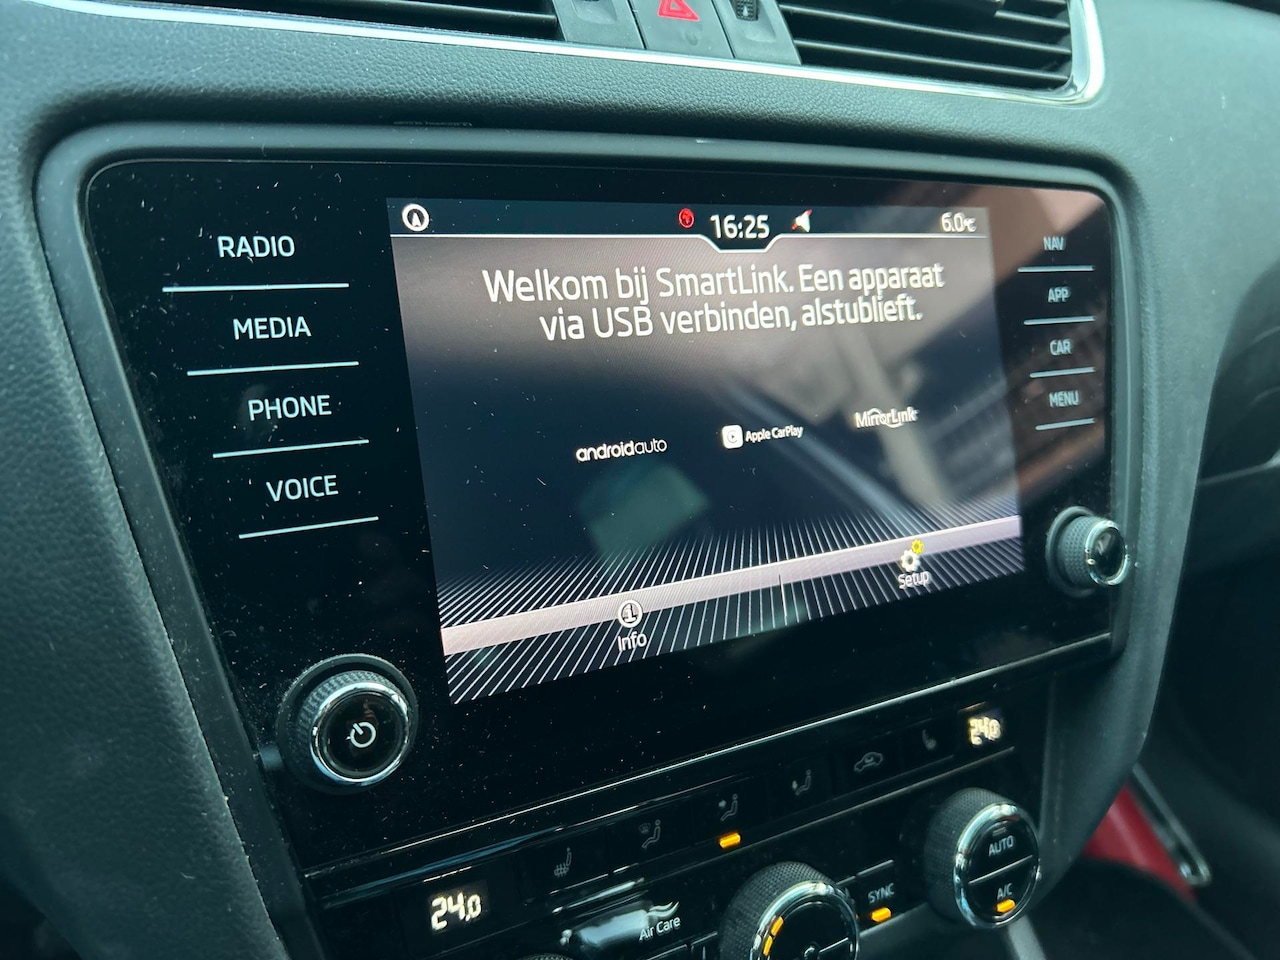 16:25
6.0°C
RADIO
MEDIA
PHONE
VOICE
Welkom bij SmartLink. Een apparaat
via USB verbinden, alstublieft.
androidauto
Apple CarPlay
MirrorLink
Info
Setup
NAV
APP
CAR
MENU
24,0
24,0
Air Care
SYNC
AUTO
A/C